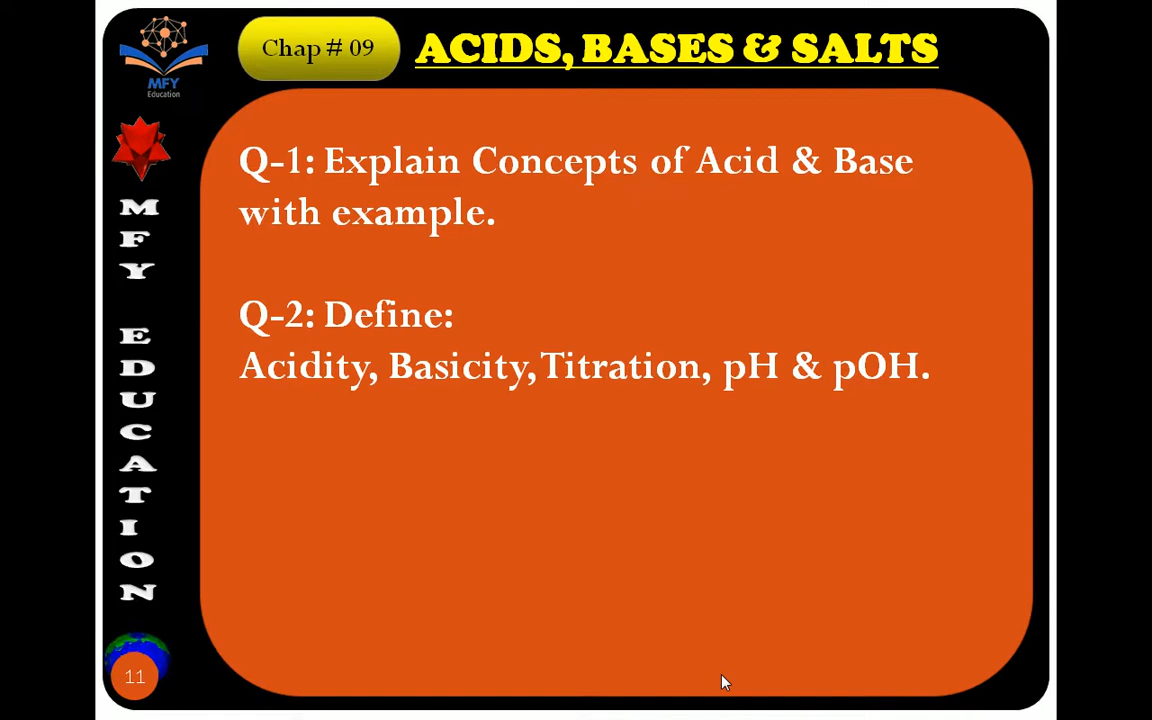 Chap # 09
ACIDS, BASES & SALTS
MFY
Education
MFY EDUCATION
Q-1: Explain Concepts of Acid & Base
with example.
Q-2: Define:
Acidity, Basicity, Titration, pH & pOH.
11